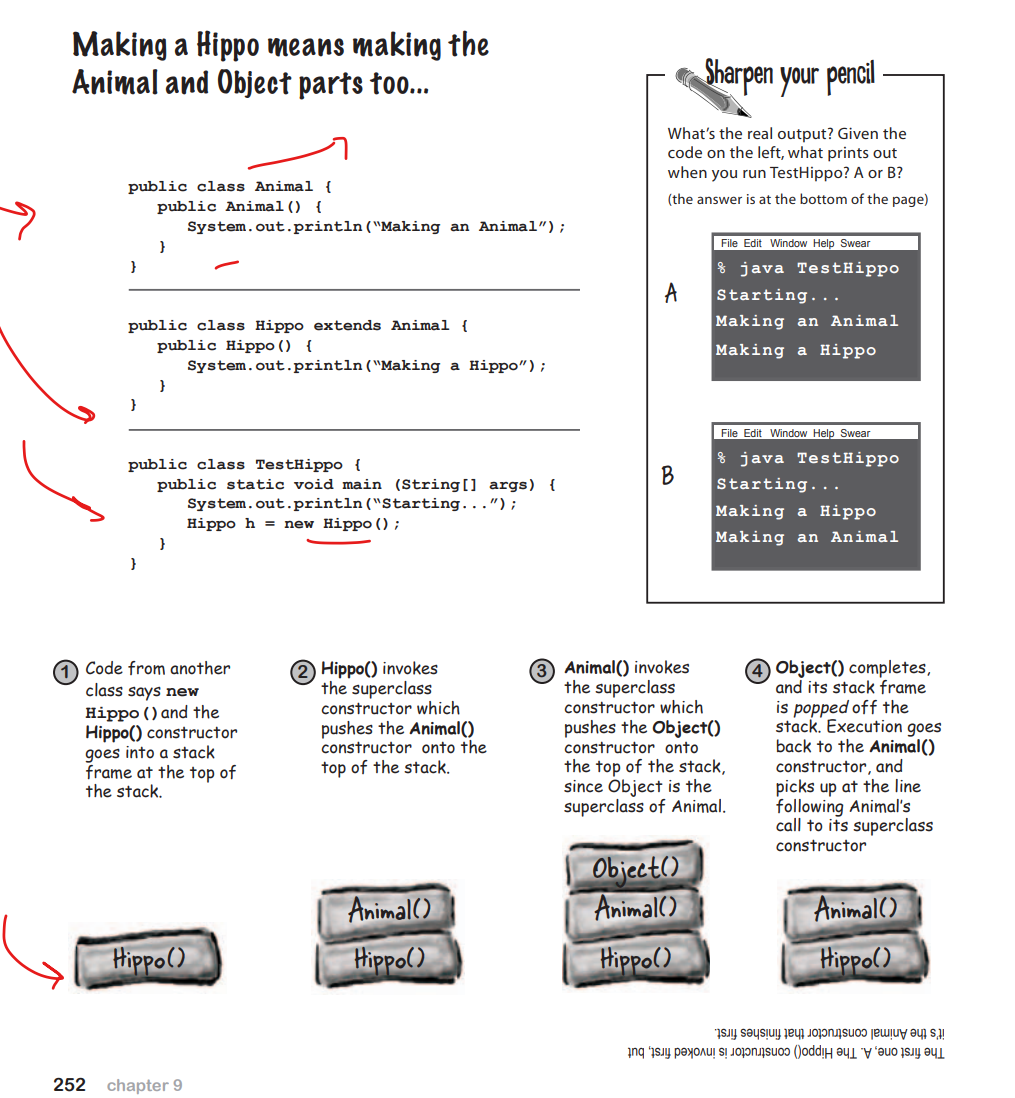 Making a Hippo means making the
Animal and Object parts too...
public class Animal {
public Animal() {
System.out.println(“Making an Animal”);
}
}
public class Hippo extends Animal {
public Hippo() {
System.out.println(“Making a Hippo”);
}
}
public class TestHippo {
public static void main (String[] args) {
System.out.println(“Starting...”);
Hippo h = new Hippo();
}
}
Sharpen your pencil
What’s the real output? Given the
code on the left, what prints out
when you run TestHippo? A or B?
(the answer is at the bottom of the page)
A
File Edit Window Help Swear
% java TestHippo
Starting...
Making an Animal
Making a Hippo
B
File Edit Window Help Swear
% java TestHippo
Starting...
Making a Hippo
Making an Animal
1 Code from another
class says new
Hippo() and the
Hippo() constructor
goes into a stack
frame at the top of
the stack.
Hippo()
2 Hippo() invokes
the superclass
constructor which
pushes the Animal()
constructor onto the
top of the stack.
Animal()
Hippo()
3 Animal() invokes
the superclass
constructor which
pushes the Object()
constructor onto
the top of the stack,
since Object is the
superclass of Animal.
Object()
Animal()
Hippo()
4 Object() completes,
and its stack frame
is popped off the
stack. Execution goes
back to the Animal()
constructor, and
picks up at the line
following Animal’s
call to its superclass
constructor
Animal()
Hippo()
The first one, A. The Hippo() constructor is invoked first, but
it’s the Animal constructor that finishes first.
252 chapter 9